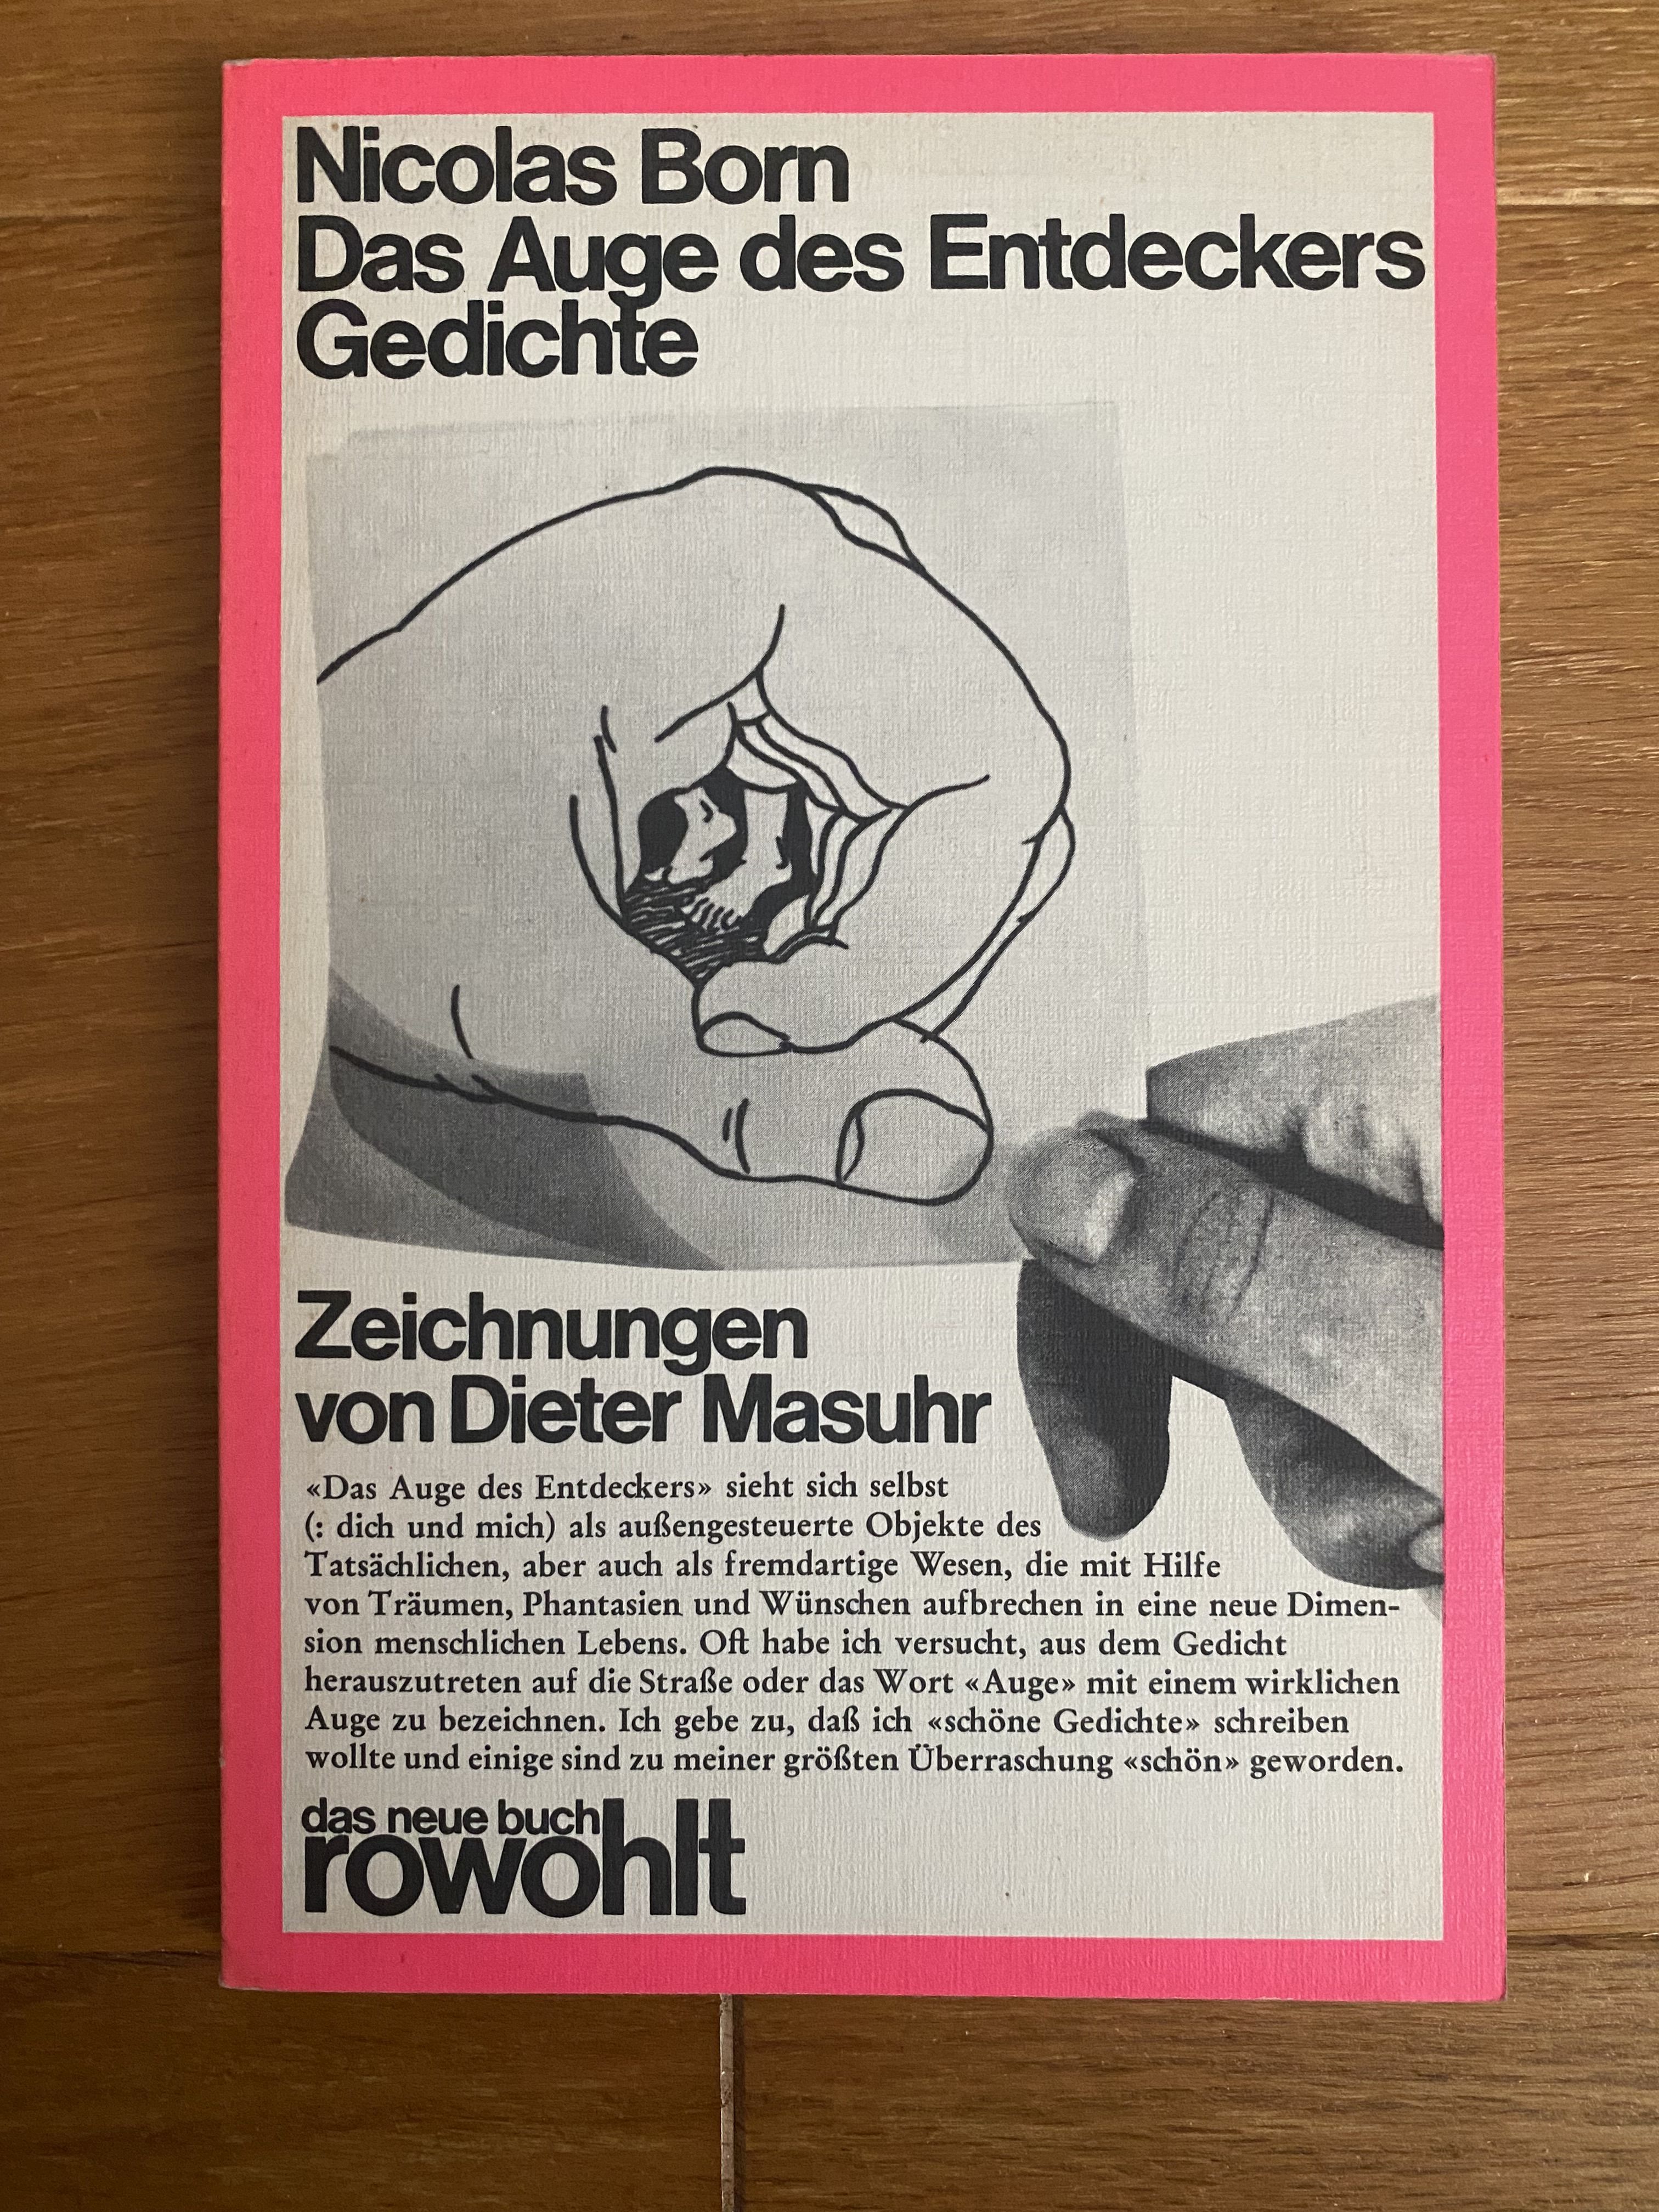 Nicolas Born
Das Auge des Entdeckers
Gedichte
Zeichnungen
von Dieter Masuhr
«Das Auge des Entdeckers» sieht sich selbst
(: dich und mich) als außengesteuerte Objekte des
Tatsächlichen, aber auch als fremdartige Wesen, die mit Hilfe
von Träumen, Phantasien und Wünschen aufbrechen in eine neue Dimen-
sion menschlichen Lebens. Oft habe ich versucht, aus dem Gedicht
herauszutreten auf die Straße oder das Wort «Auge» mit einem wirklichen
Auge zu bezeichnen. Ich gebe zu, daß ich «schöne Gedichte» schreiben
wollte und einige sind zu meiner größten Überraschung «schön» geworden.
das neue buch
rowohlt